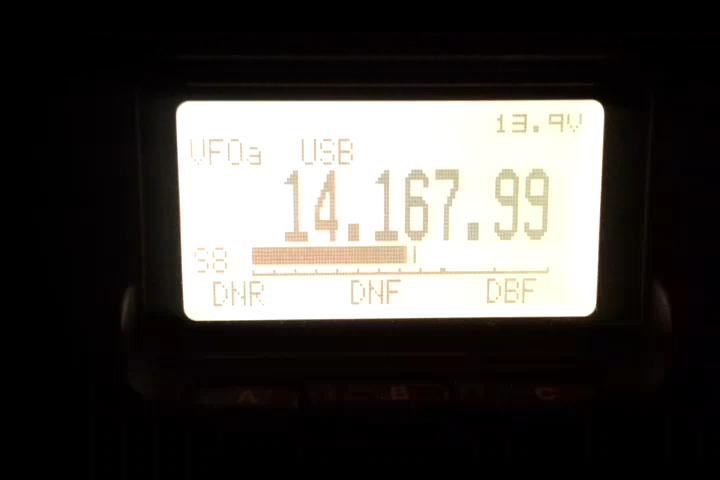 13.9V
VFOa USB
14.167.99
S8
DNR DNF DBF
A B C